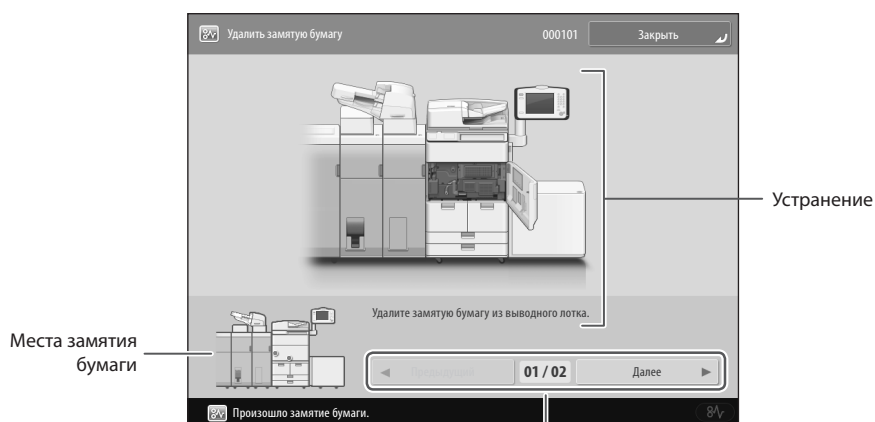 Удалить замятую бумагу
000101
Закрыть
Устранение
Удалите замятую бумагу из выводного лотка.
Места замятия
бумаги
Предыдущая
01 / 02
Далее
Произошло замятие бумаги.